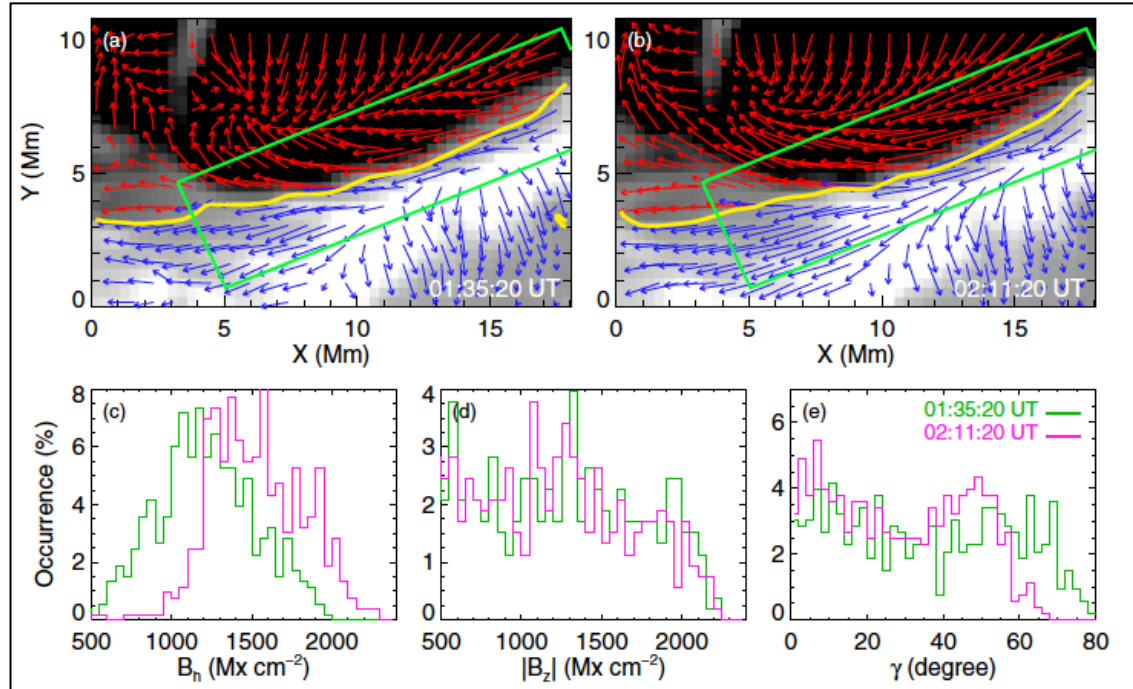 (a)
(b)
10
5
0
Y (Mm)
01:35:20 UT
10
5
0
02:11:20 UT
0 5 10 15
X (Mm)
0 5 10 15
X (Mm)
(c)
8
6
4
2
0
Occurrence (%)
500 1000 1500 2000
Bₕ (Mx cm⁻²)
(d)
4
3
2
1
0
500 1000 1500 2000
|B_z| (Mx cm⁻²)
(e)
01:35:20 UT
02:11:20 UT
6
4
2
0
0 20 40 60 80
γ (degree)